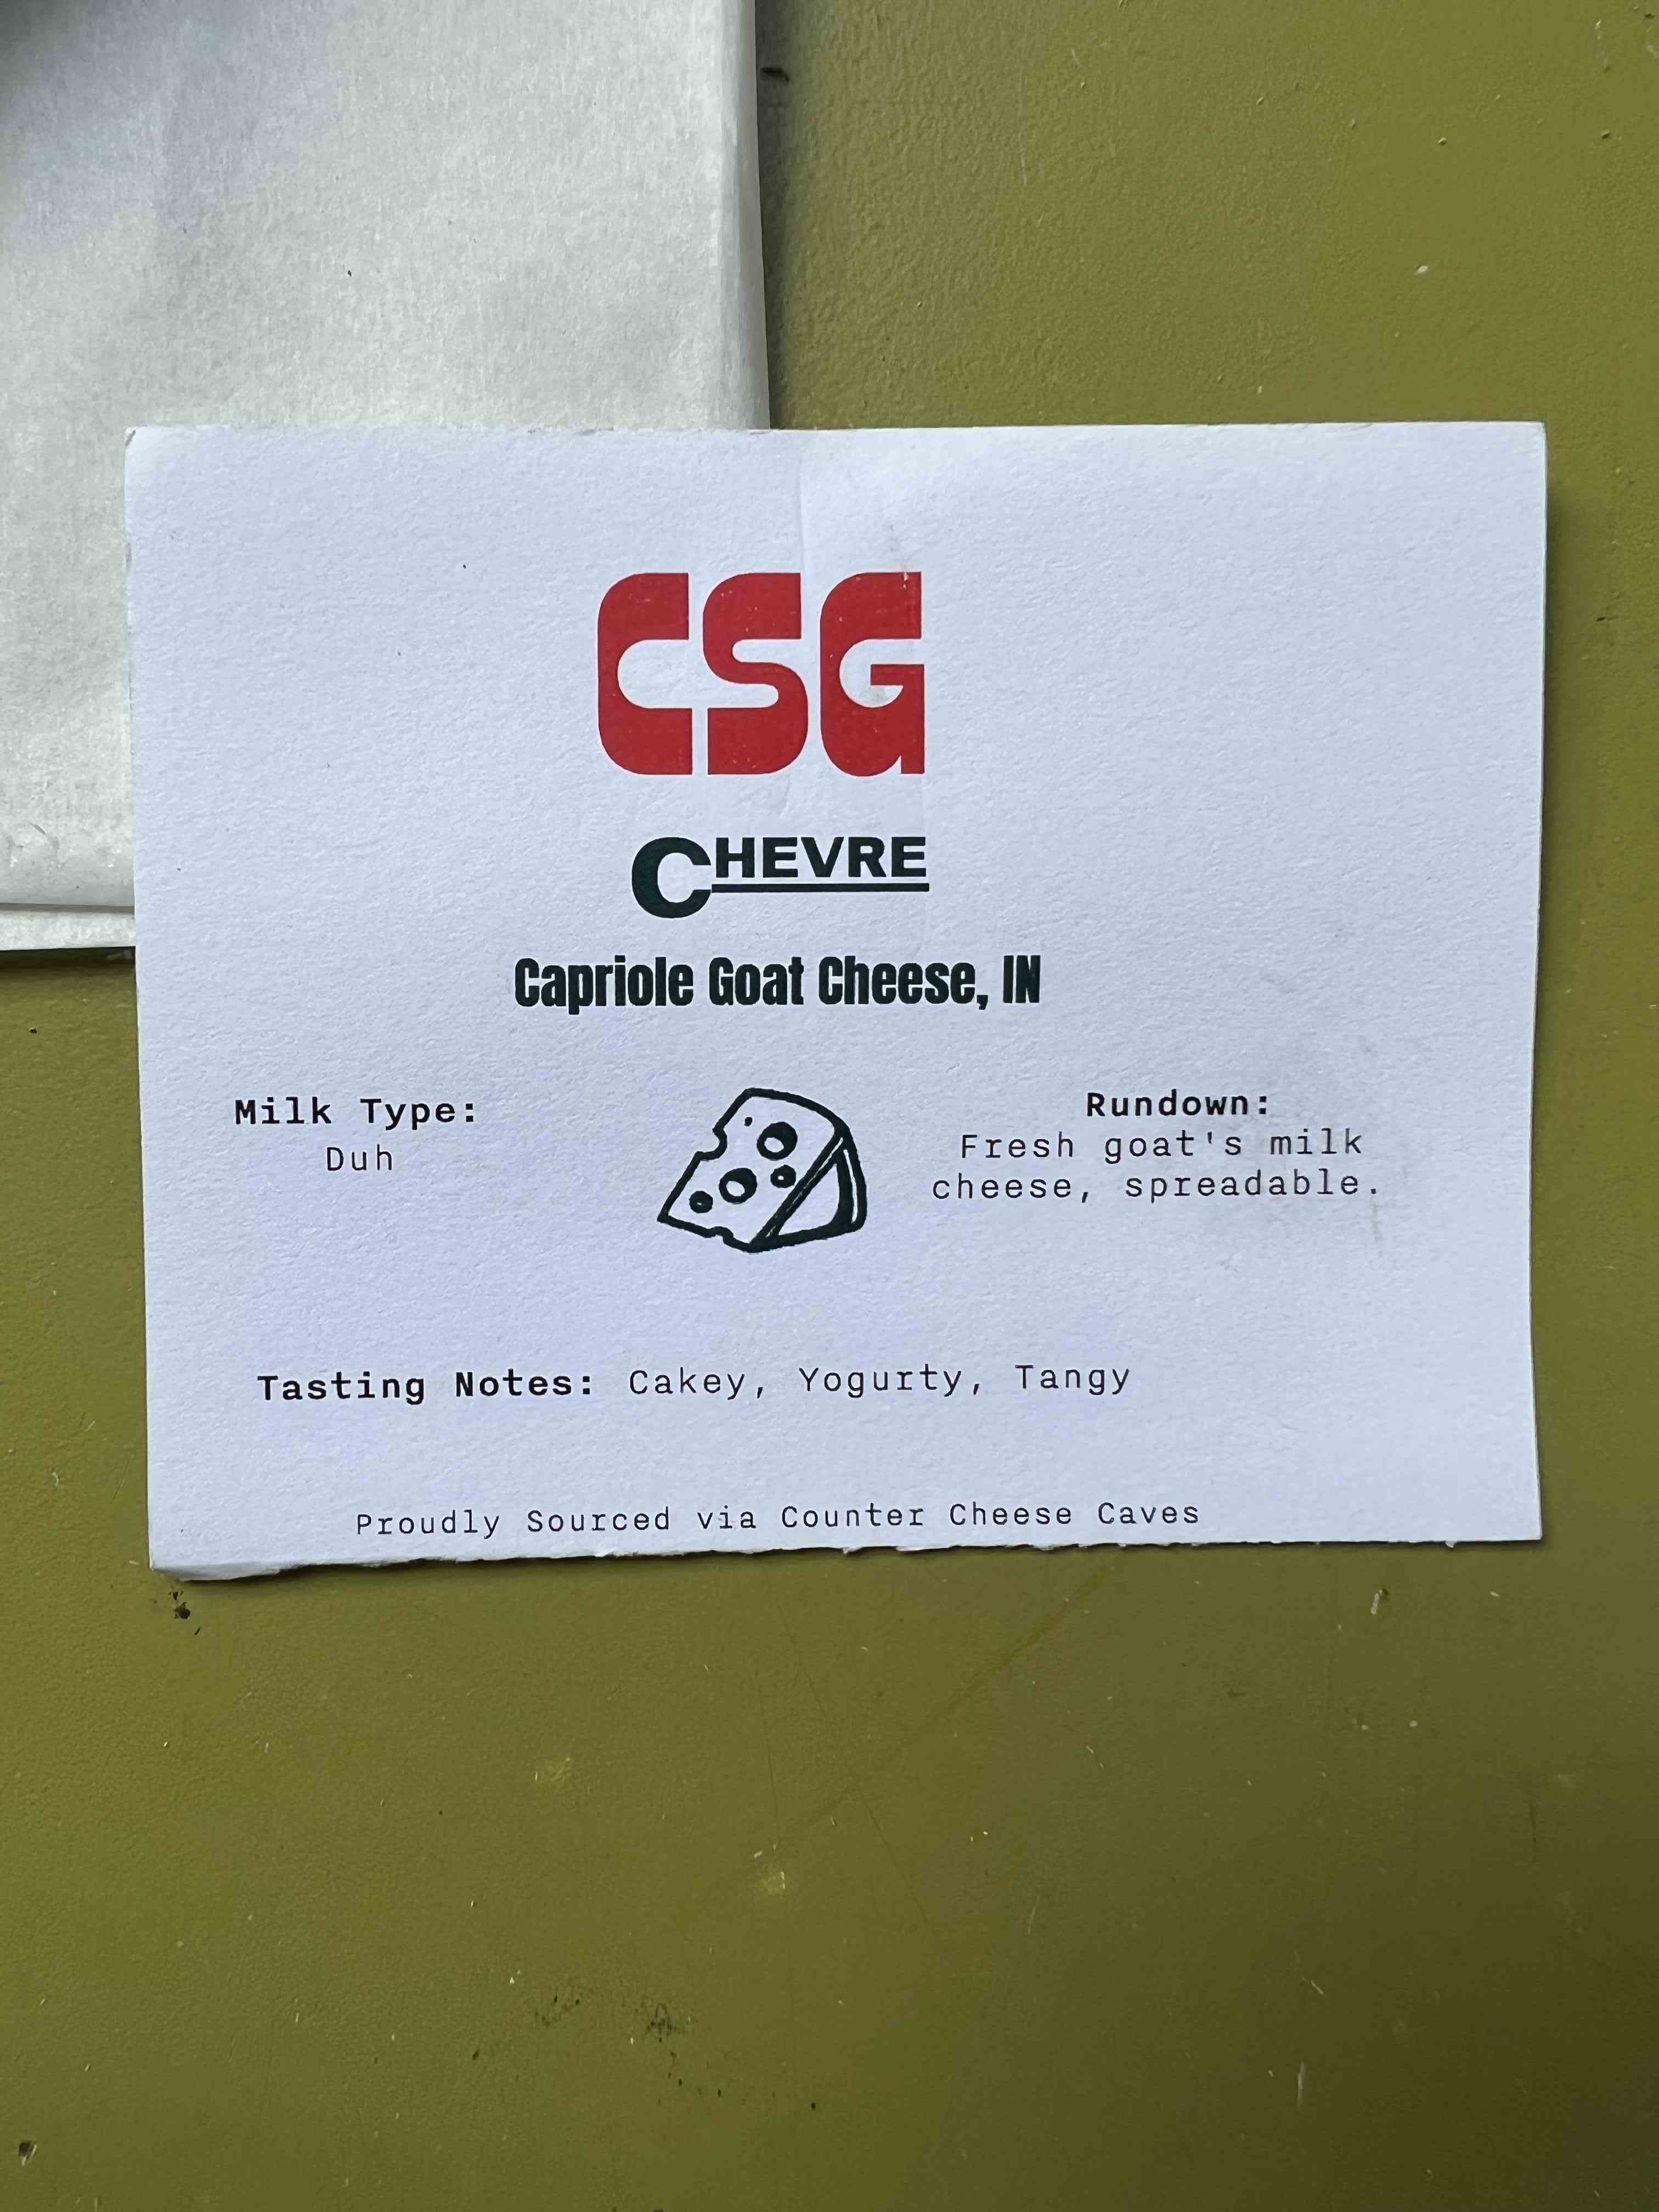 CSG
CHEVRE
Capriole Goat Cheese, IN
Milk Type:
Duh
Rundown:
Fresh goat's milk
cheese, spreadable.
Tasting Notes: Cakey, Yogurty, Tangy
Proudly Sourced via Counter Cheese Caves